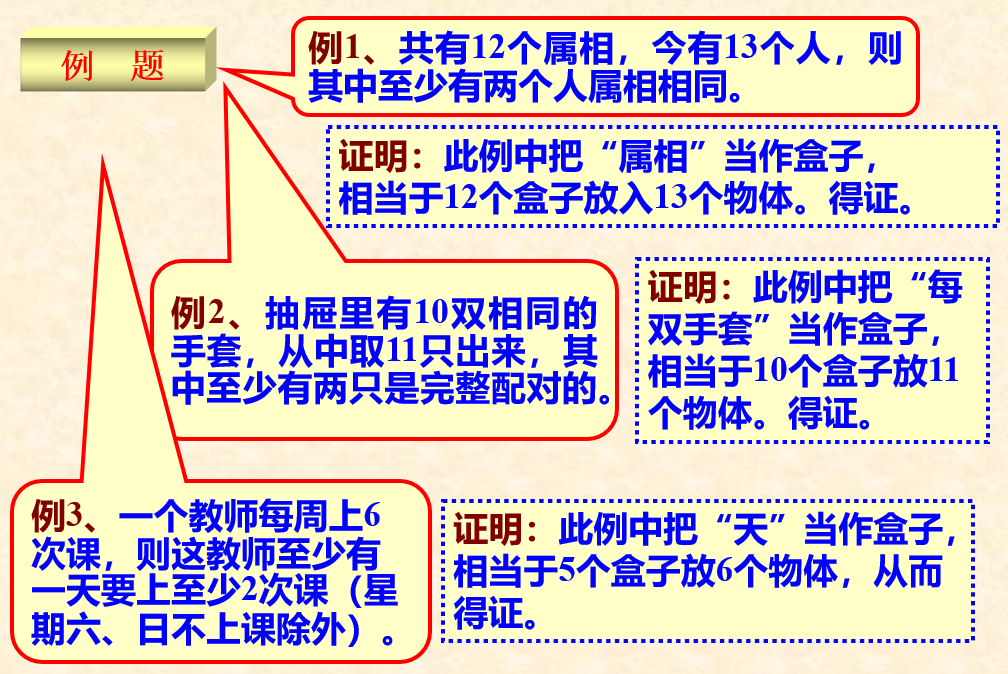 例 题
例1、共有12个属相，今有13个人，则
其中至少有两个人属相相同。
证明：此例中把“属相”当作盒子，
相当于12个盒子放入13个物体。得证。
例2、抽屉里有10双相同的
手套，从中取11只出来，其
中至少有两只是完整配对的。
证明：此例中把“每
双手套”当作盒子，
相当于10个盒子放11
个物体。得证。
例3、一个教师每周上6
次课，则这教师至少有
一天要上至少2次课（星
期六、日不上课除外）。
证明：此例中把“天”当作盒子，
相当于5个盒子放6个物体，从而
得证。